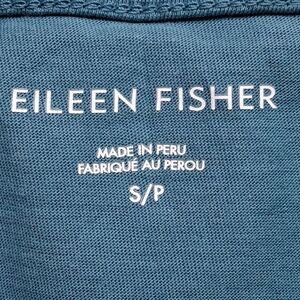 EILEEN FISHER
MADE IN PERU
FABRIQUÉ AU PEROU
S/P